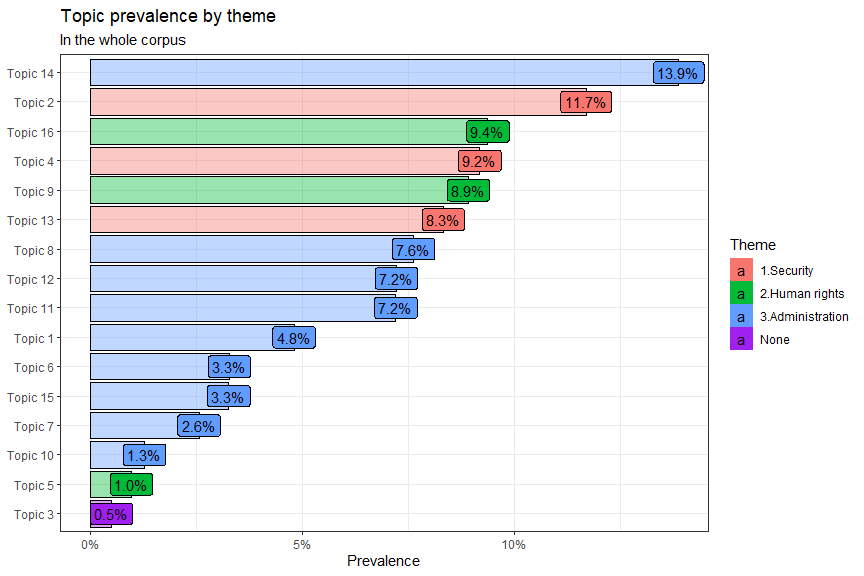 Topic prevalence by theme
In the whole corpus
Topic 14 13.9%
Topic 2 11.7%
Topic 16 9.4%
Topic 4 9.2%
Topic 9 8.9%
Topic 13 8.3%
Topic 8 7.6%
Topic 12 7.2%
Topic 11 7.2%
Topic 1 4.8%
Topic 6 3.3%
Topic 15 3.3%
Topic 7 2.6%
Topic 10 1.3%
Topic 5 1.0%
Topic 3 0.5%
0% 5% 10%
Prevalence
Theme
a 1.Security
a 2.Human rights
a 3.Administration
a None